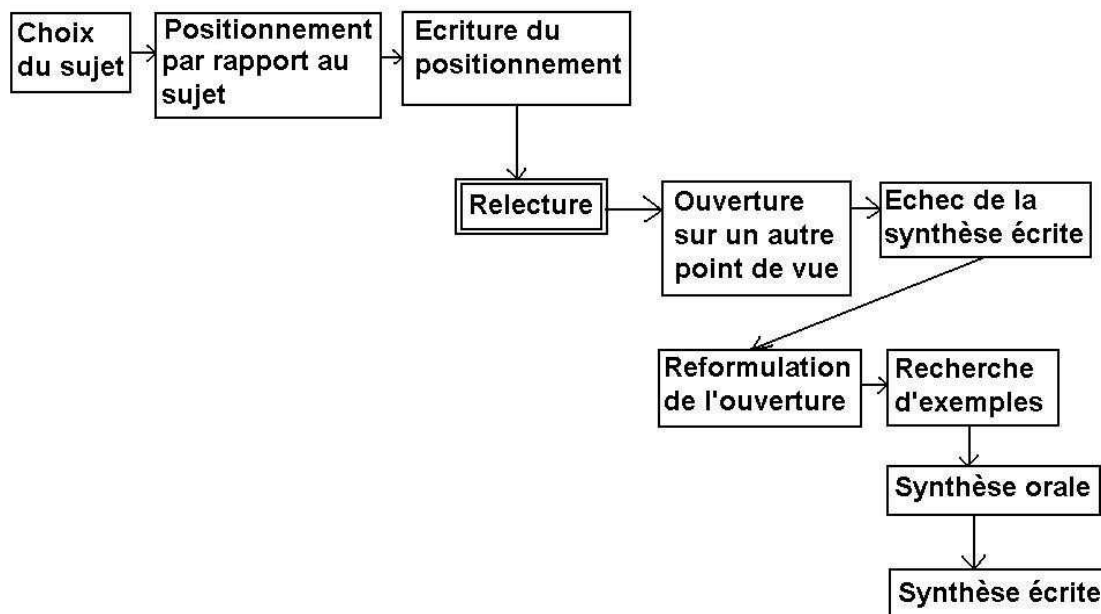 Choix
du sujet
Positionnement
par rapport au
sujet
Ecriture du
positionnement
Relecture
Ouverture
sur un autre
point de vue
Echec de la
synthèse écrite
Reformulation
de l'ouverture
Recherche
d'exemples
Synthèse orale
Synthèse écrite